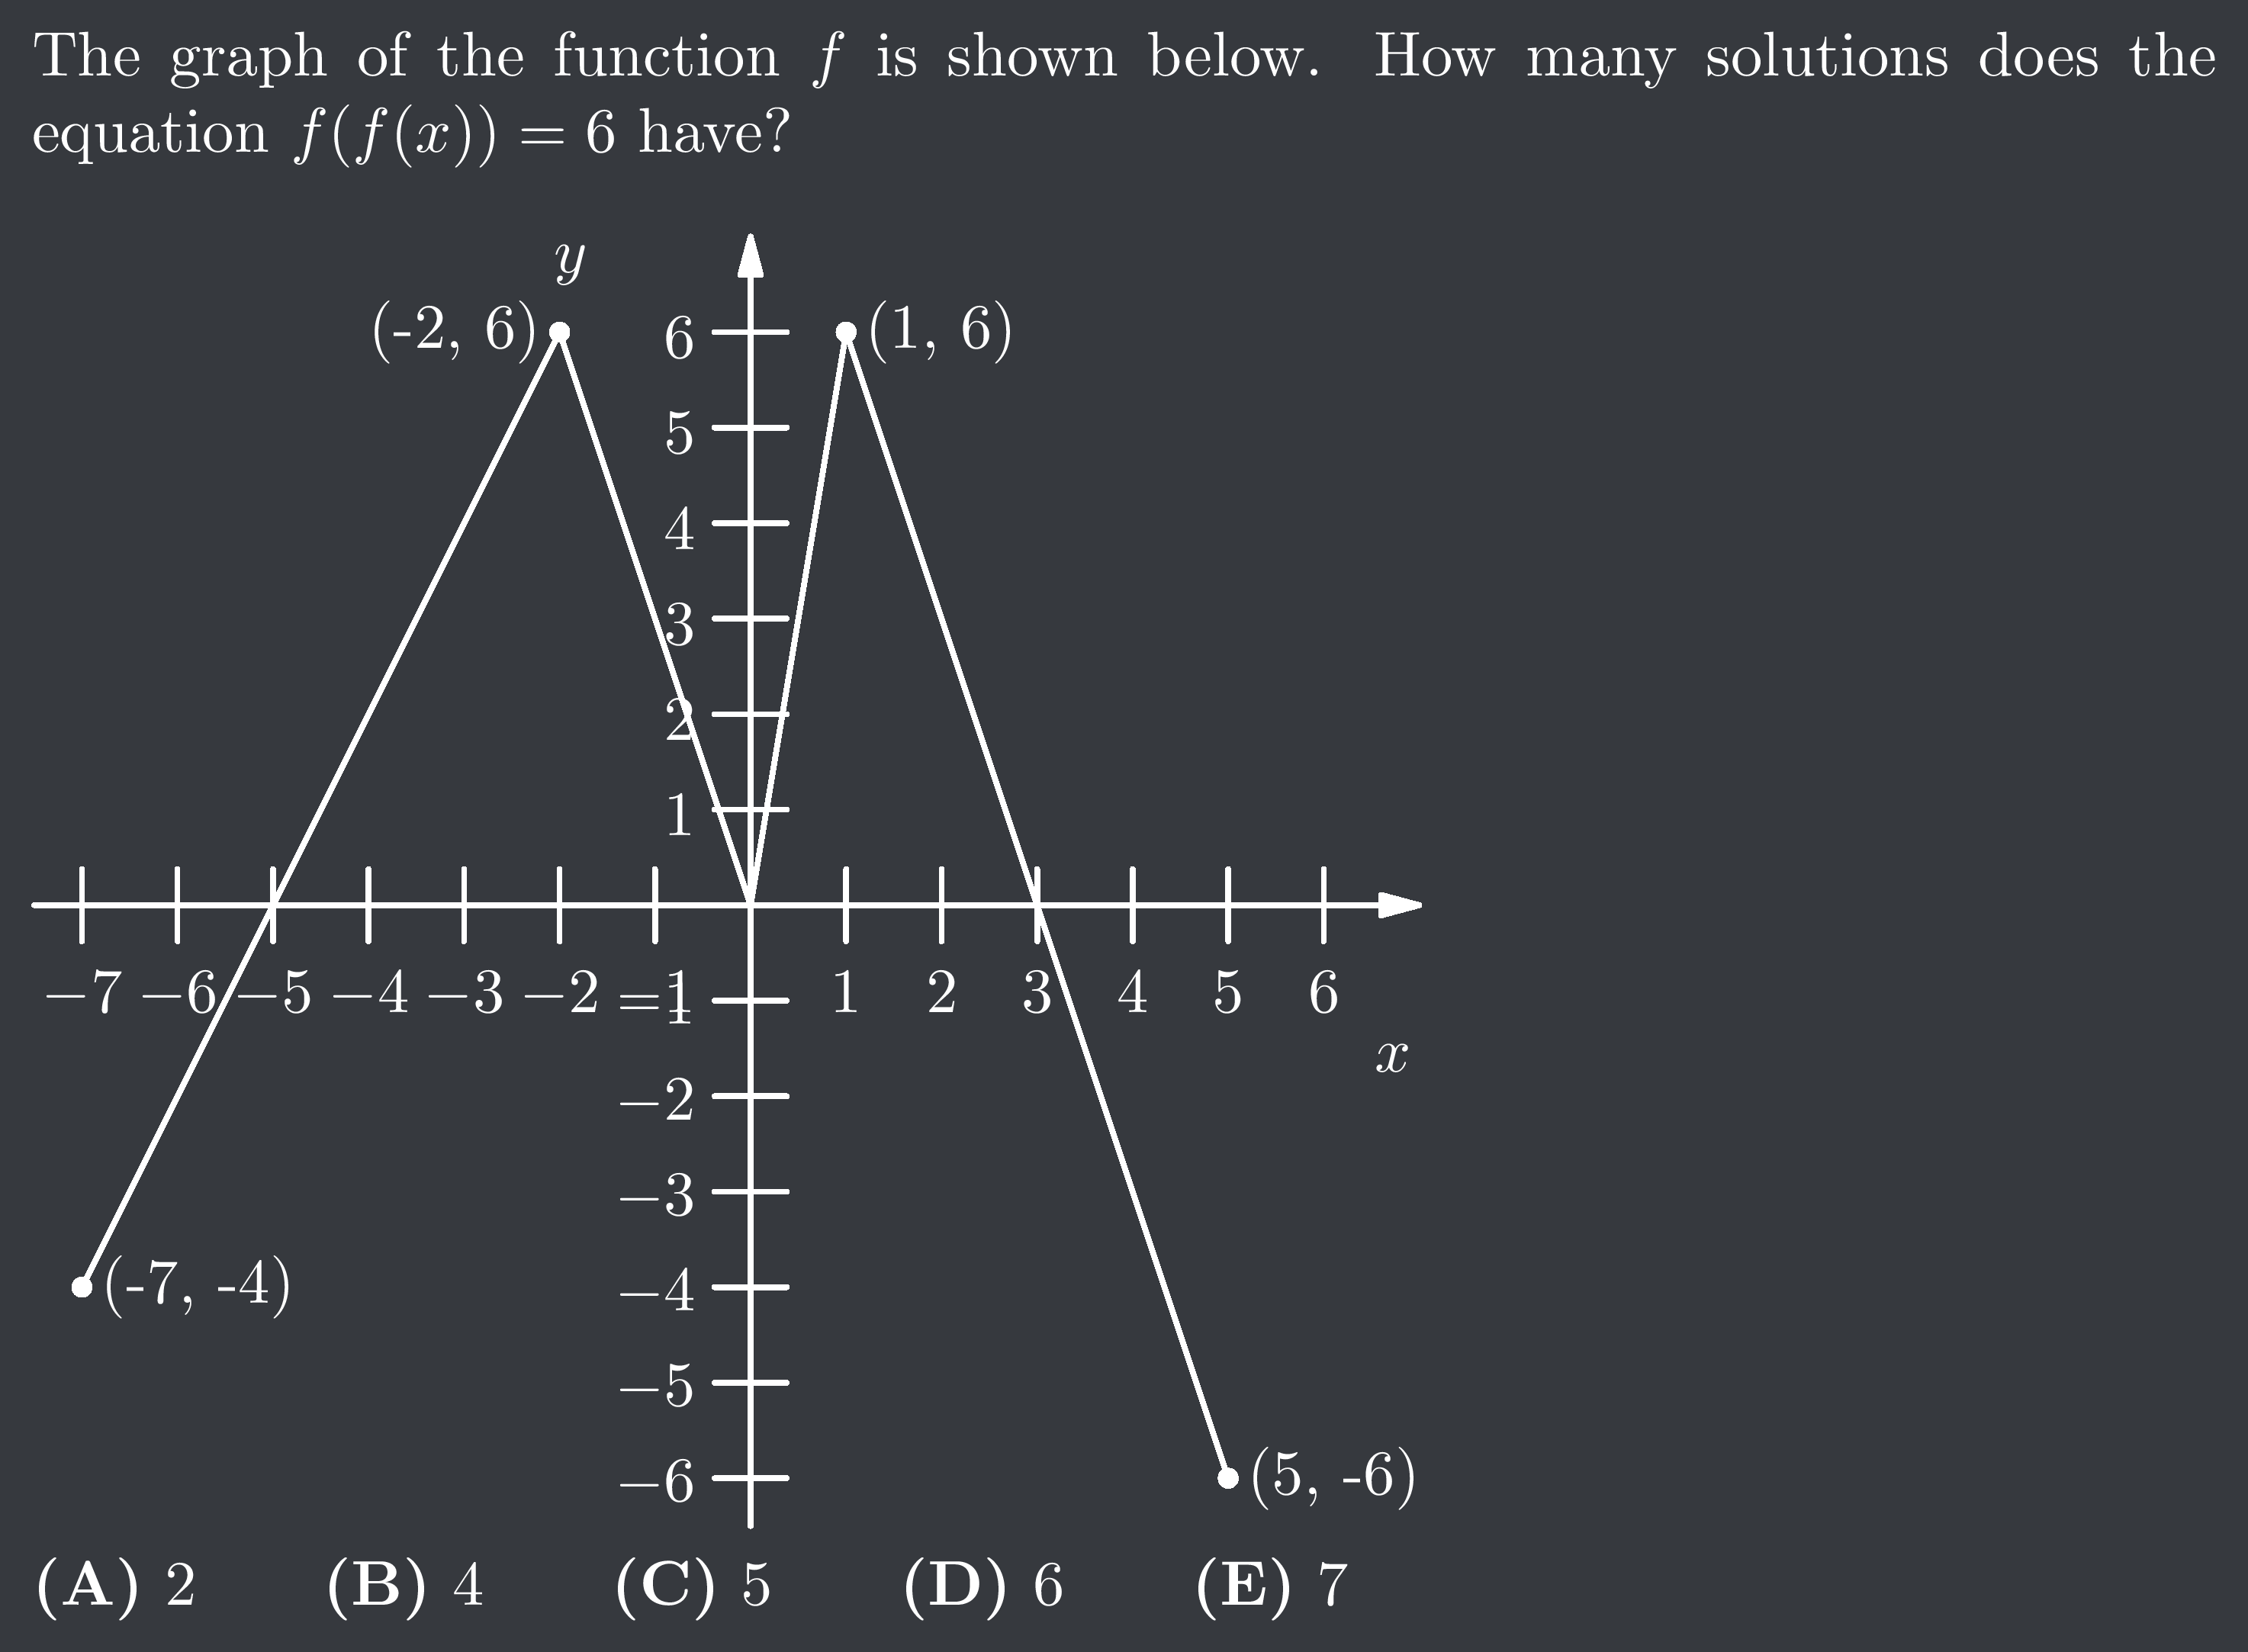 The graph of the function f is shown below. How many solutions does the
equation f(f(x)) = 6 have?
y
(-2, 6)
6
(1, 6)
5
4
3
2
1
−7 −6 −5 −4 −3 −2 −1 1 2 3 4 5 6
−1
x
−2
−3
(-7, -4)
−4
−5
−6
(5, -6)
(A) 2 (B) 4 (C) 5 (D) 6 (E) 7